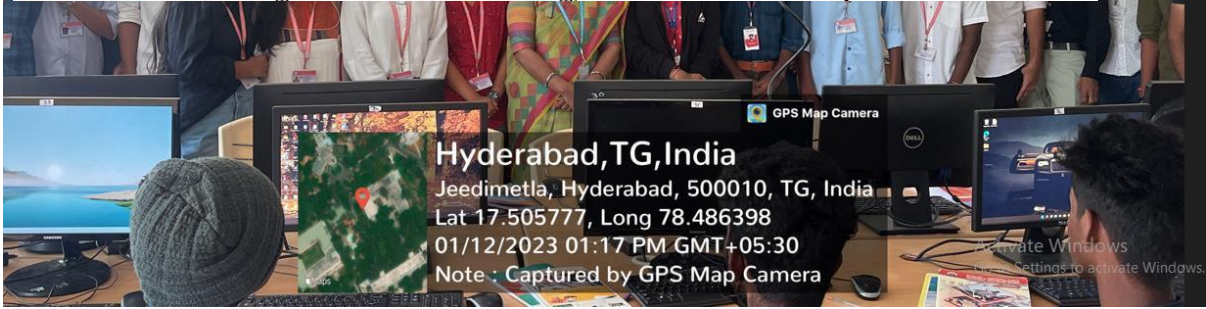 GPS Map Camera
DELL
Hyderabad,TG,India
Jeedimetla, Hyderabad, 500010, TG, India
Lat 17.505777, Long 78.486398
01/12/2023 01:17 PM GMT+05:30
Note : Captured by GPS Map Camera
Maps
SAMSUNG
Activate Windows
Settings to activate Windows.